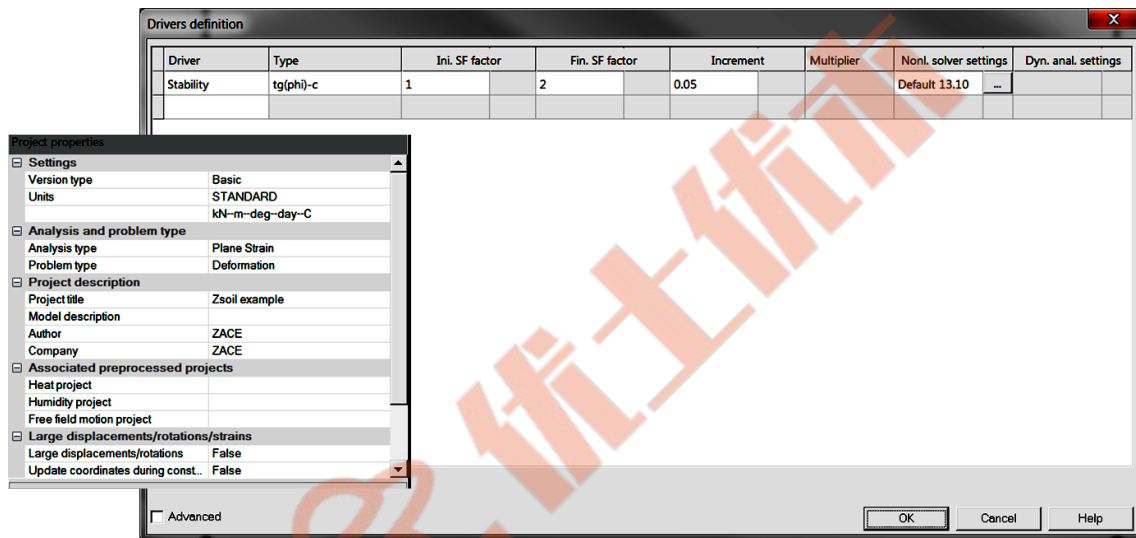 Drivers definition
Driver Type Ini. SF factor Fin. SF factor Increment Multiplier Nonl. solver settings Dyn. anal. settings
Stability tg(phi)-c 1 2 0.05 Default 13.10 ...
Project properties
Settings
Version type Basic
Units STANDARD
kN--m--deg--day--C
Analysis and problem type
Analysis type Plane Strain
Problem type Deformation
Project description
Project title Zsoil example
Model description
Author ZACE
Company ZACE
Associated preprocessed projects
Heat project
Humidity project
Free field motion project
Large displacements/rotations/strains
Large displacements/rotations False
Update coordinates during const... False
Advanced
OK Cancel Help